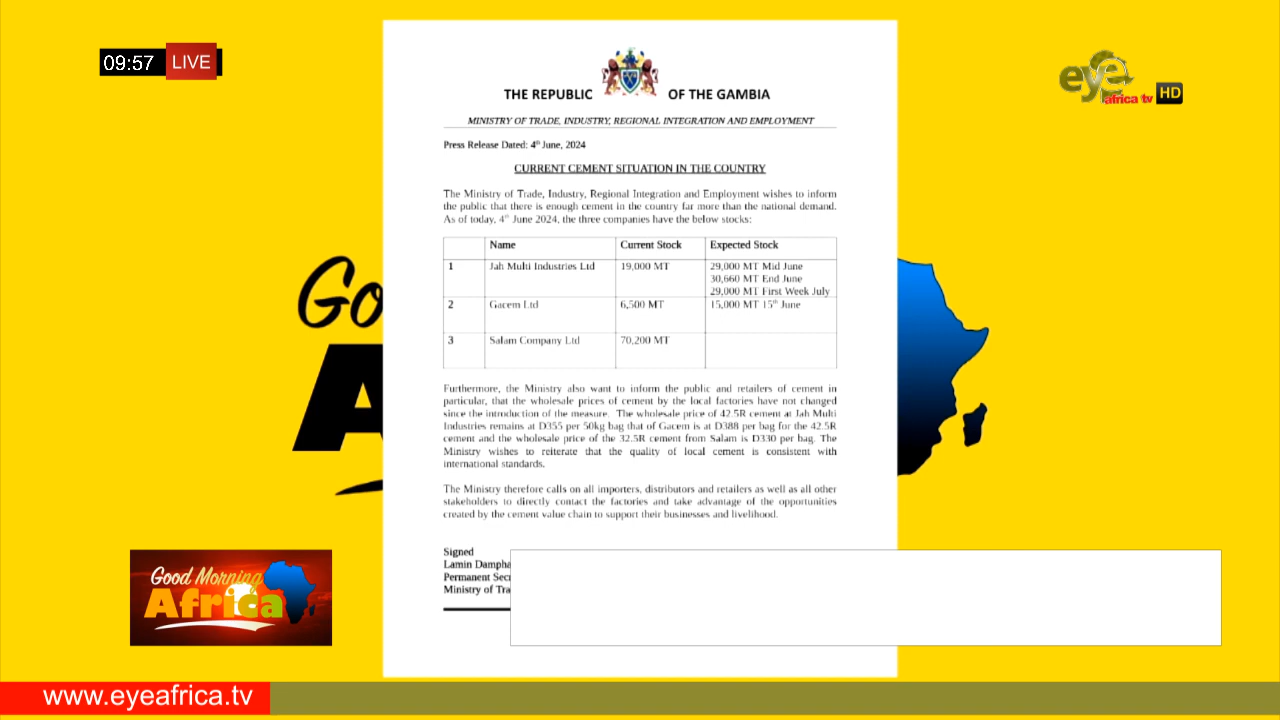 09:57 LIVE
eye
africa tv HD
THE REPUBLIC OF THE GAMBIA
MINISTRY OF TRADE, INDUSTRY, REGIONAL INTEGRATION AND EMPLOYMENT
Press Release Dated: 4th June, 2024
CURRENT CEMENT SITUATION IN THE COUNTRY
The Ministry of Trade, Industry, Regional Integration and Employment wishes to inform
the public that there is enough cement in the country far more than the national demand.
As of today, 4th June 2024, the three companies have the below stocks:
Name Current Stock Expected Stock
1 Jah Multi Industries Ltd 19,000 MT 29,000 MT Mid June
30,660 MT End June
29,000 MT First Week July
2 Gacem Ltd 6,500 MT 15,000 MT 15th June
3 Salam Company Ltd 70,200 MT
Furthermore, the Ministry also want to inform the public and retailers of cement in
particular, that the wholesale prices of cement by the local factories have not changed
since the introduction of the measure. The wholesale price of 42.5R cement at Jah Multi
Industries remains at D355 per 50kg bag that of Gacem is at D388 per bag for the 42.5R
cement and the wholesale price of the 32.5R cement from Salam is D330 per bag. The
Ministry wishes to reiterate that the quality of local cement is consistent with
international standards.
The Ministry therefore calls on all importers, distributors and retailers as well as all other
stakeholders to directly contact the factories and take advantage of the opportunities
created by the cement value chain to support their businesses and livelihood.
Signed
Lamin Dampha
Permanent Sec
Ministry of Tra
Go
A
Good Morning
Africa
www.eyeafrica.tv